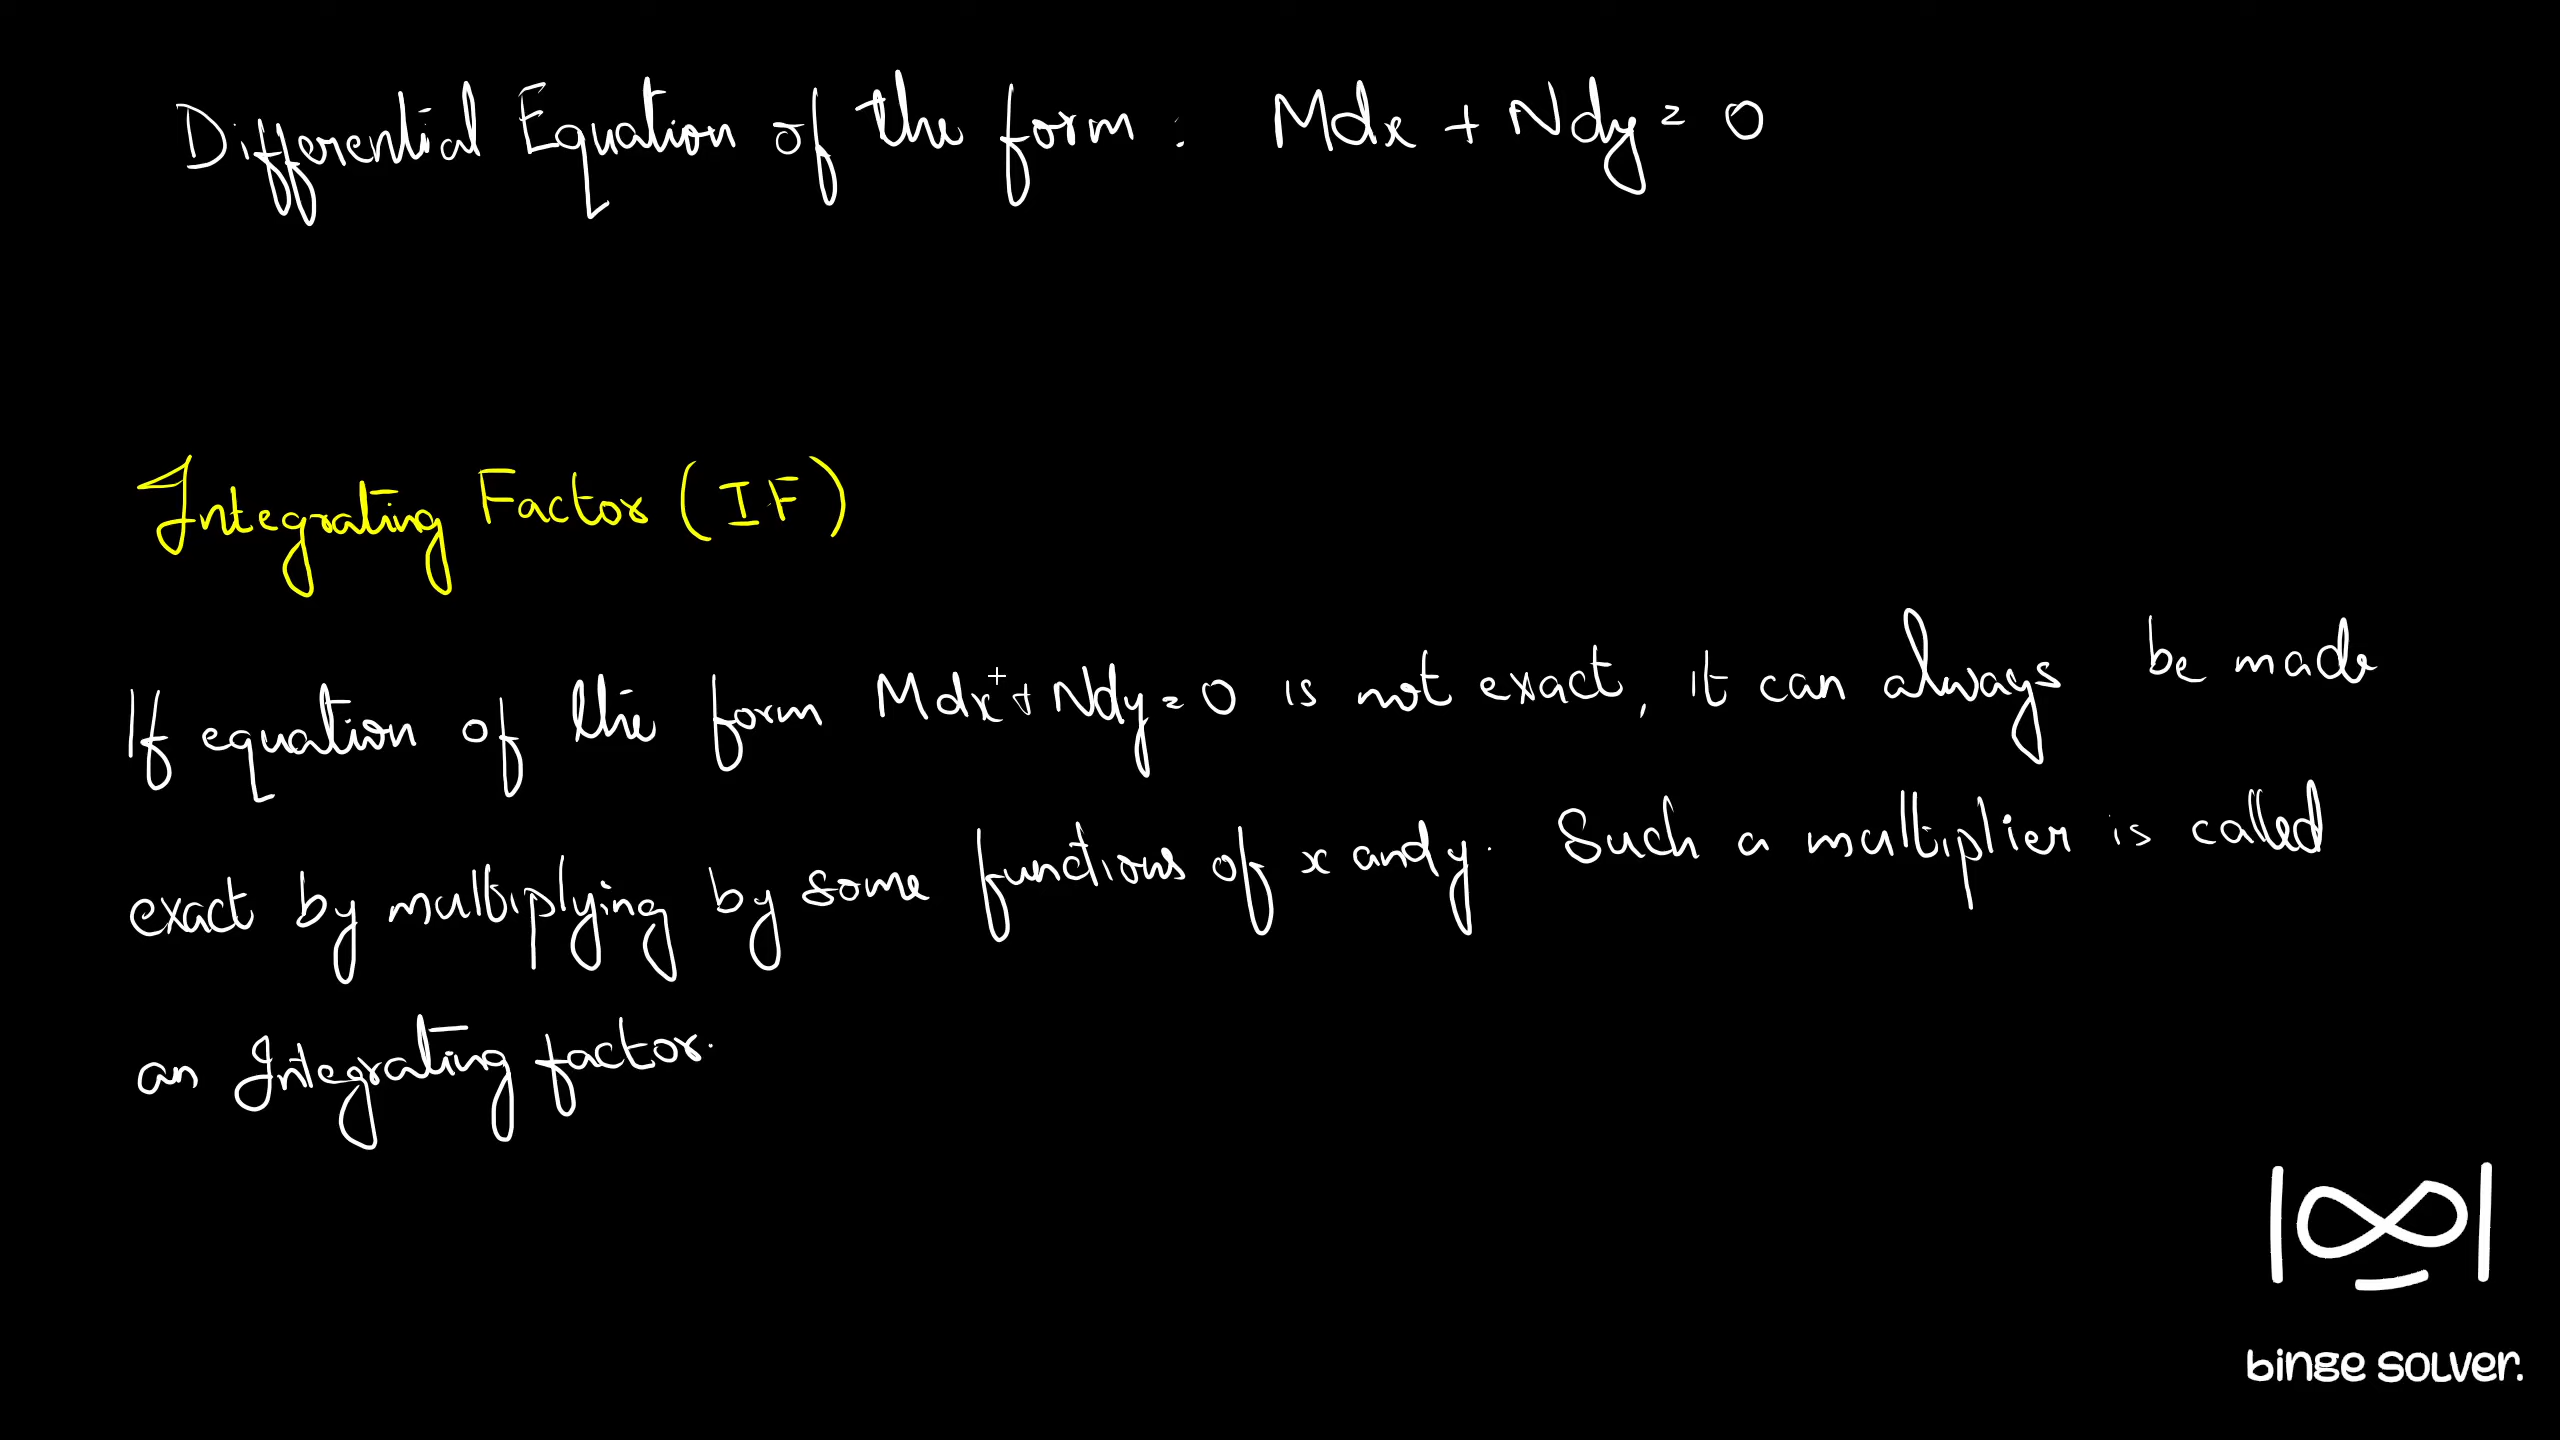 Differential Equation of the form : Mdx + Ndy = 0
Integrating Factor (IF)
If equation of the form Mdx + Ndy = 0 is not exact, it can always be made
exact by multiplying by some functions of x and y. Such a multiplier is called
an Integrating factor.
binge solver.